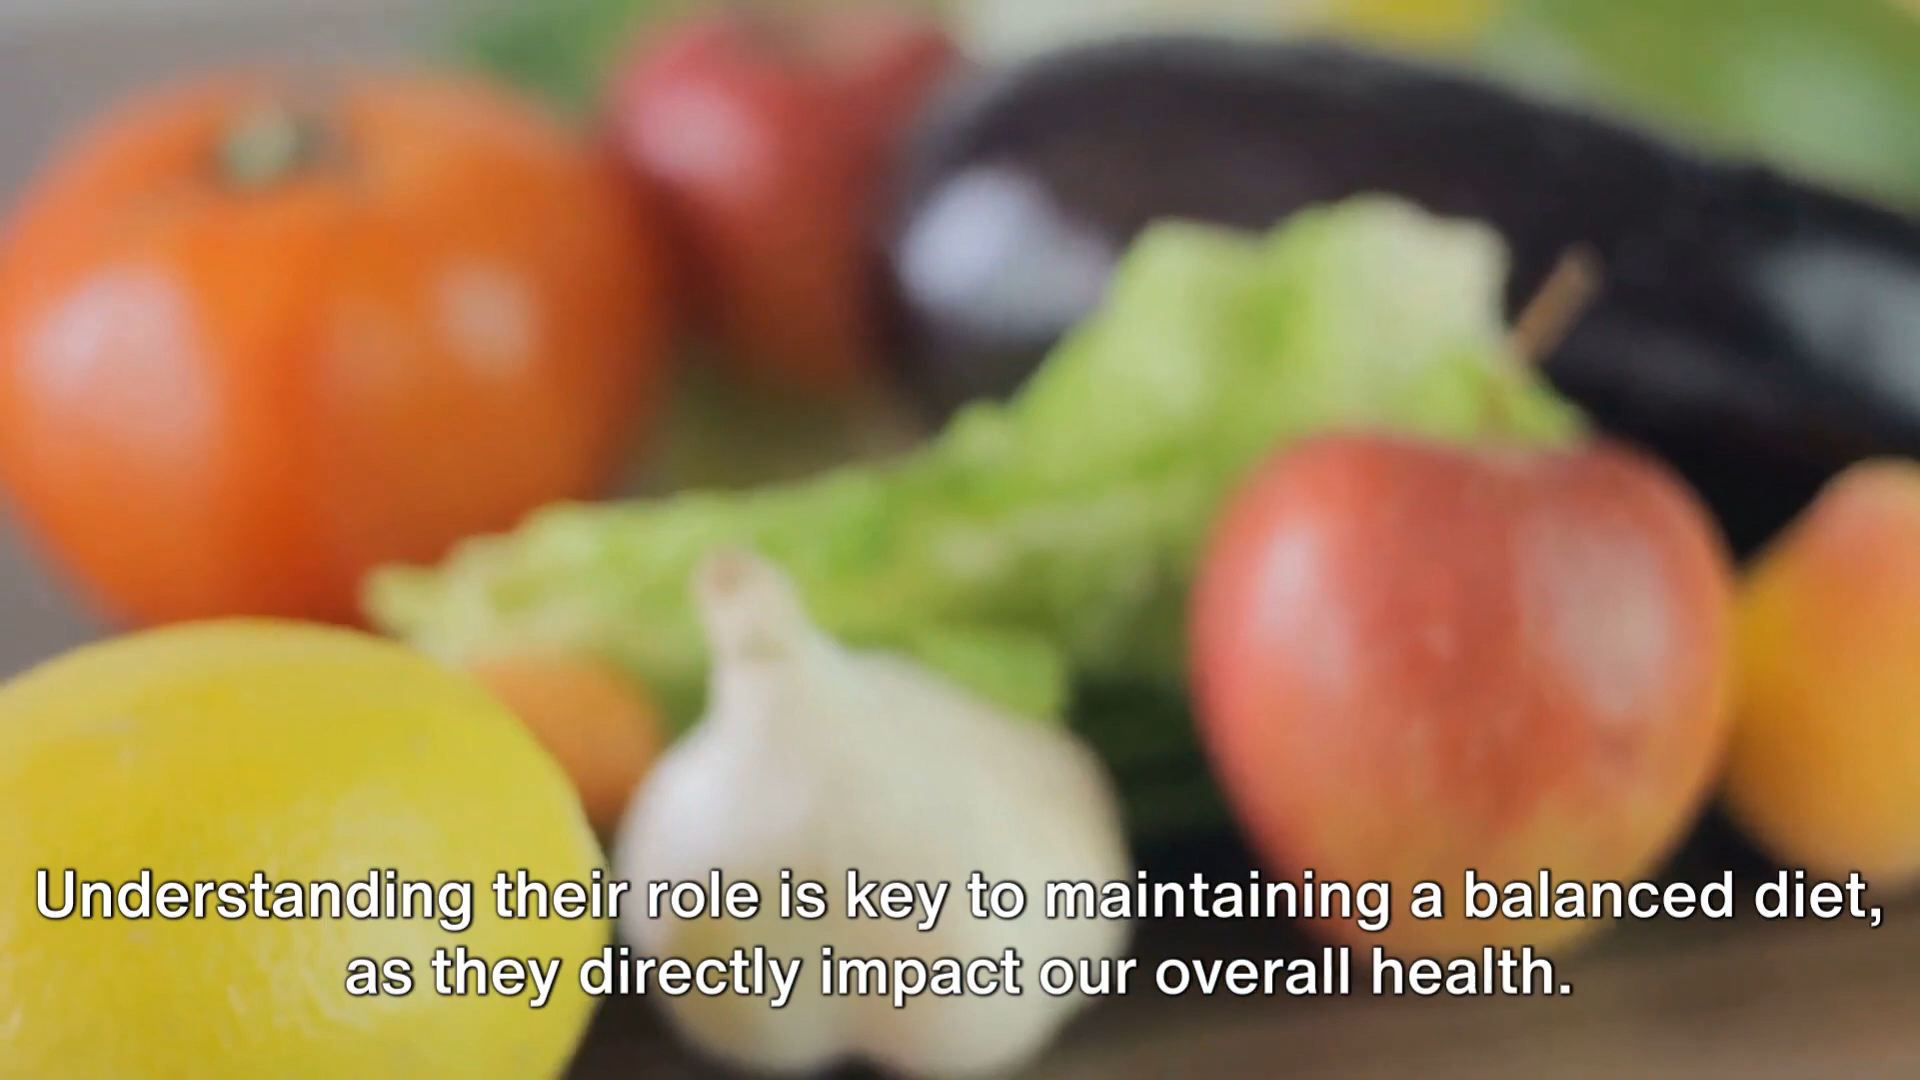 Understanding their role is key to maintaining a balanced diet,
as they directly impact our overall health.